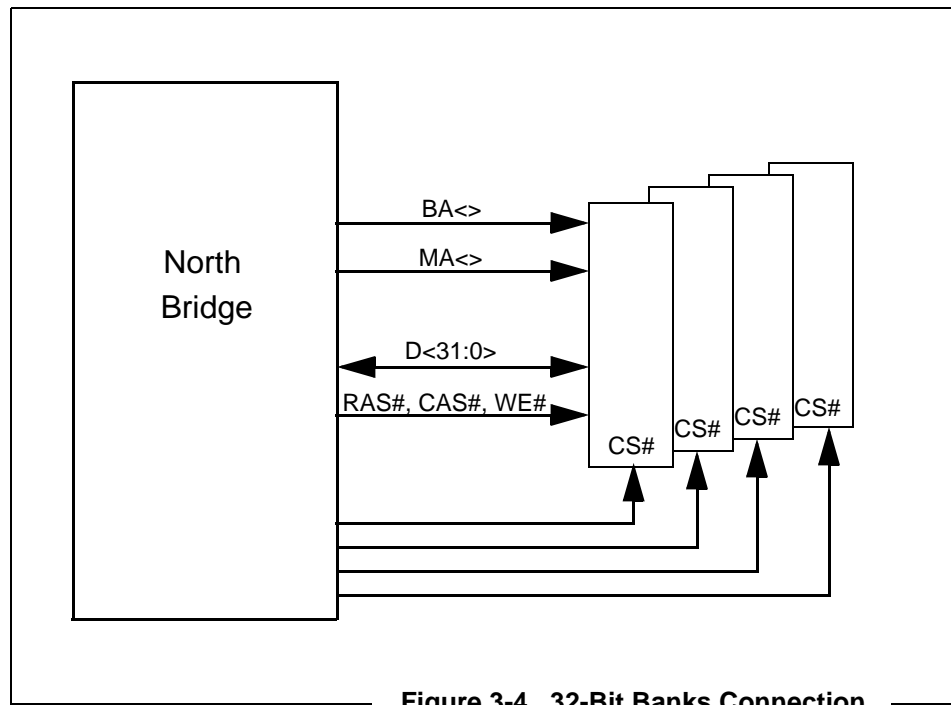 BA<>
MA<>
North
Bridge
D<31:0>
RAS#, CAS#, WE#
CS#
CS#
CS#
CS#
Figure 3-4. 32-Bit Banks Connection